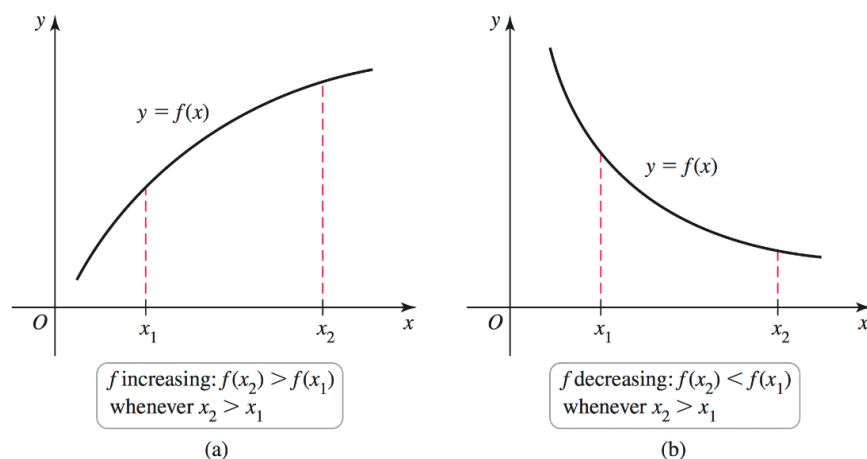 y
y = f(x)
O
x₁
x₂
x
f increasing: f(x₂) > f(x₁)
whenever x₂ > x₁
(a)
y
y = f(x)
O
x₁
x₂
x
f decreasing: f(x₂) < f(x₁)
whenever x₂ > x₁
(b)